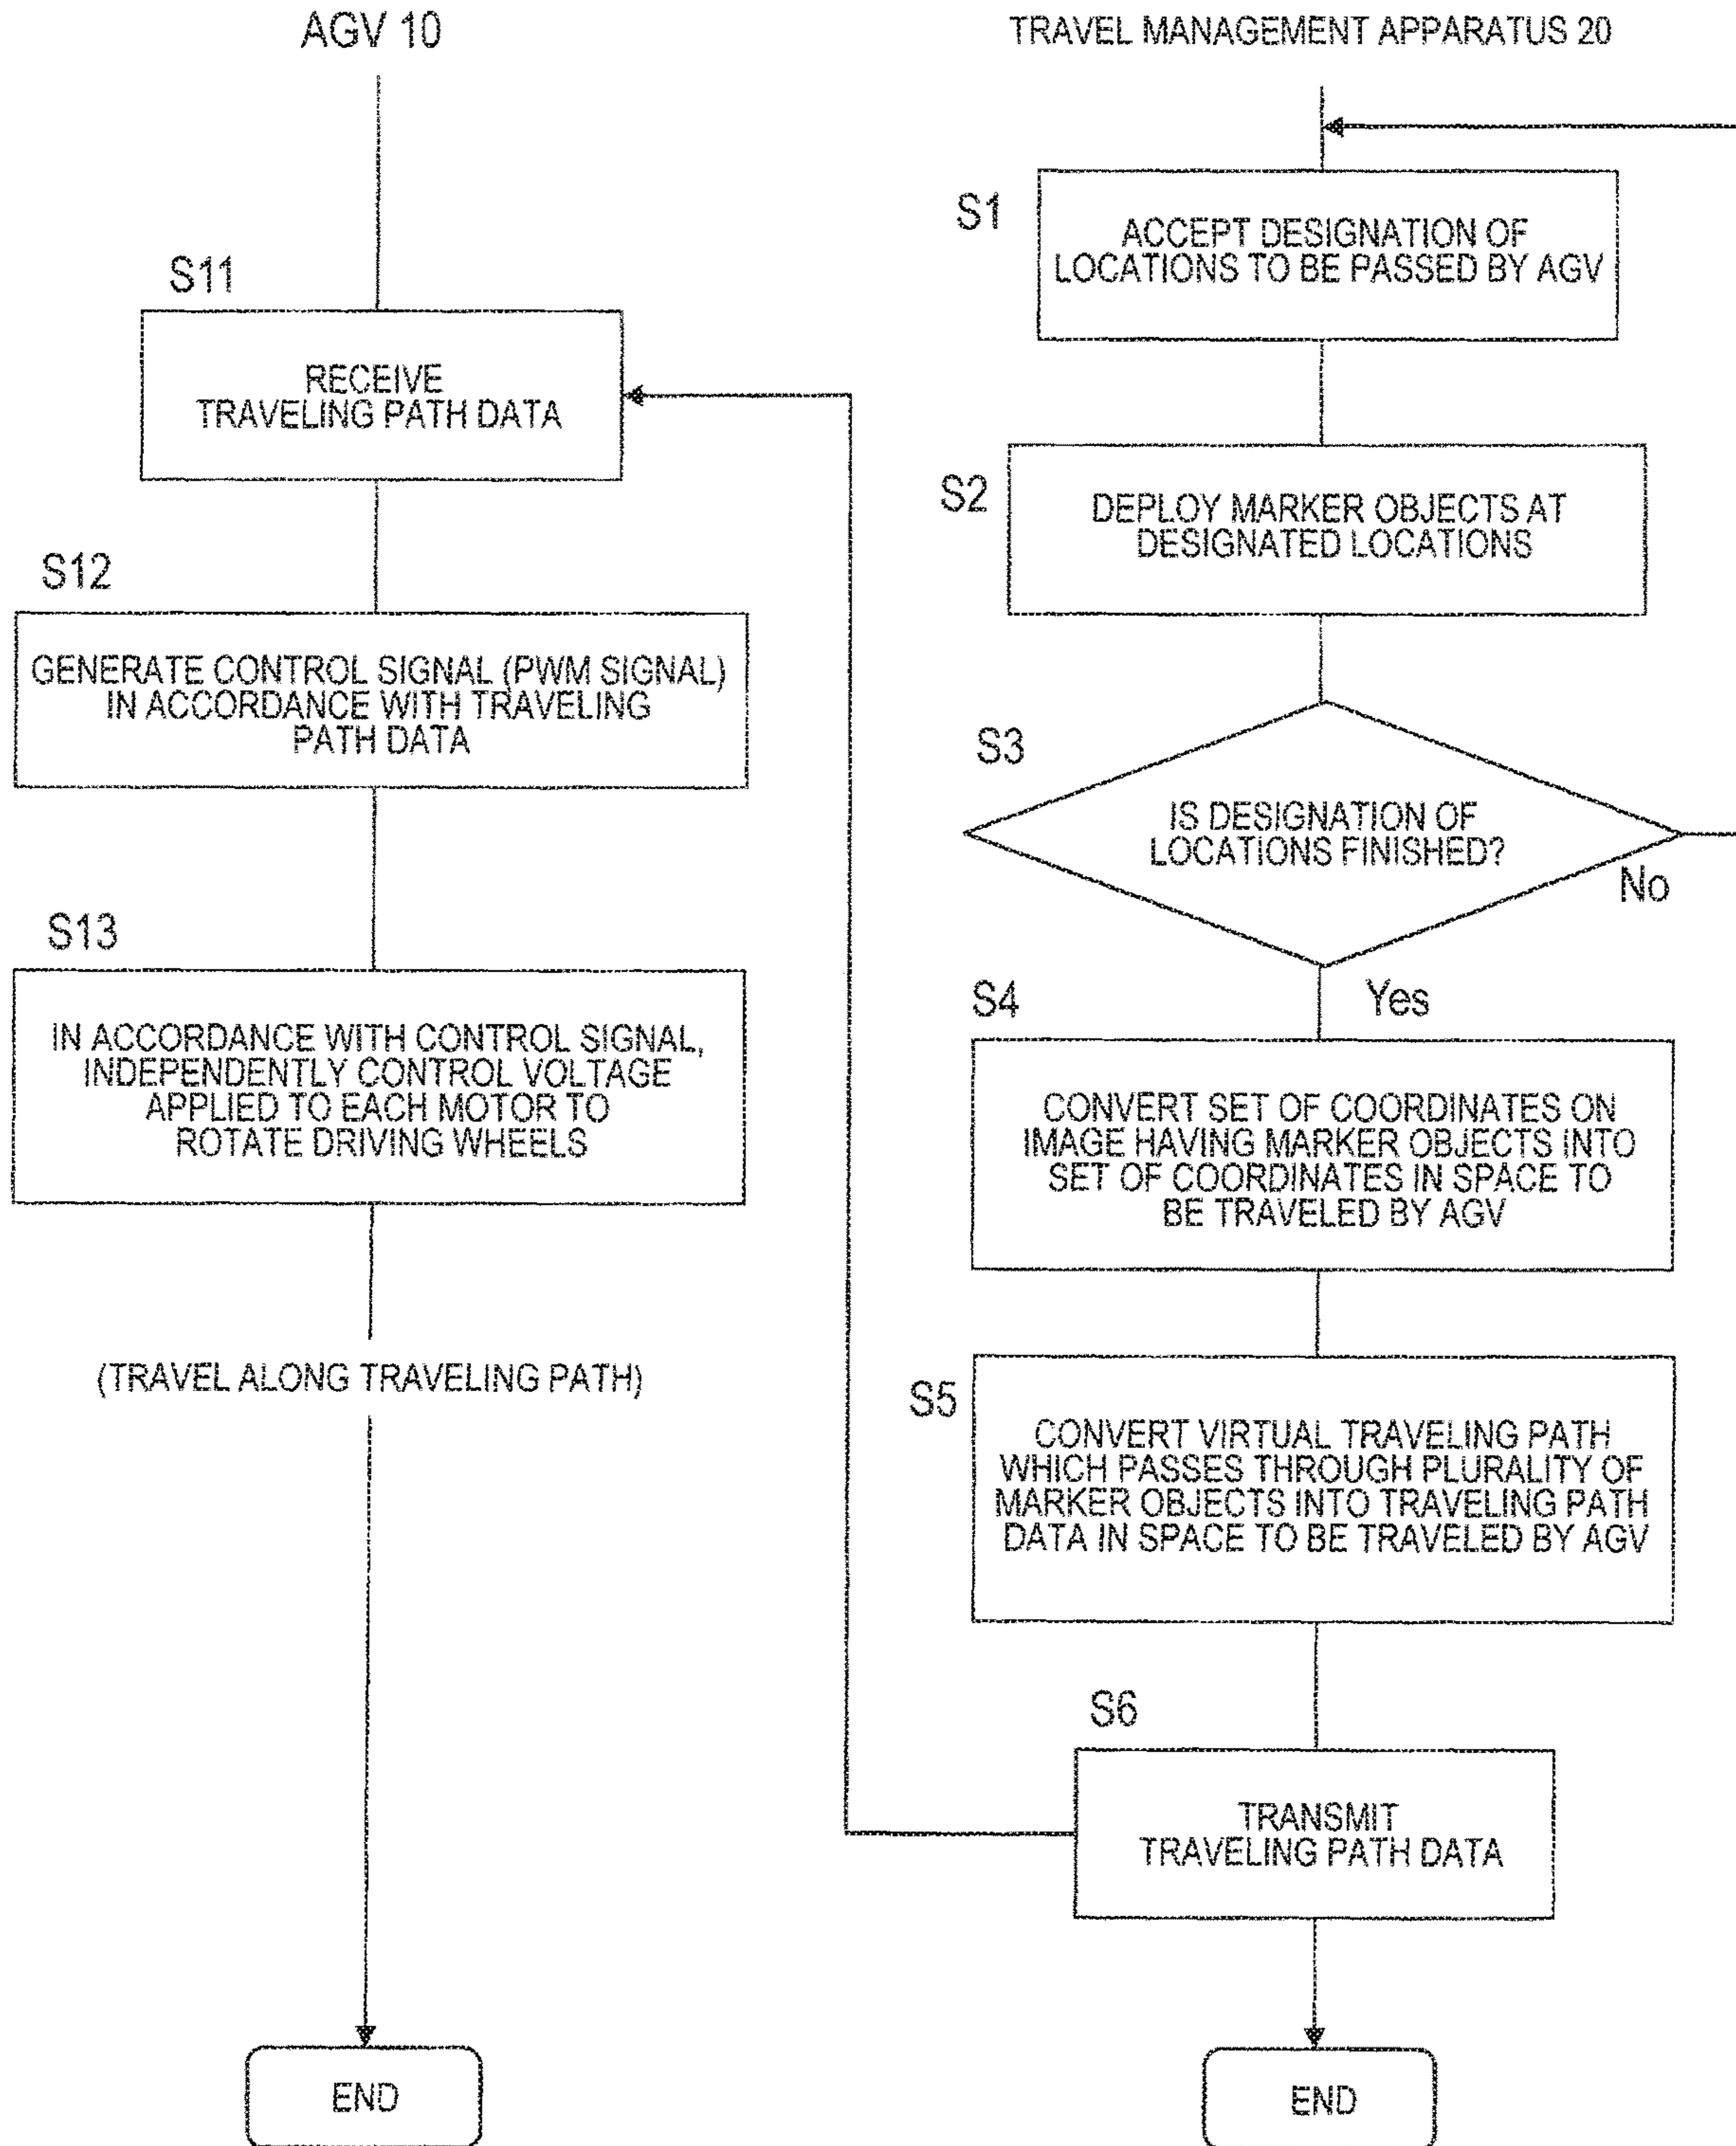 AGV 10
S11
RECEIVE
TRAVELING PATH DATA
S12
GENERATE CONTROL SIGNAL (PWM SIGNAL)
IN ACCORDANCE WITH TRAVELING
PATH DATA
S13
IN ACCORDANCE WITH CONTROL SIGNAL,
INDEPENDENTLY CONTROL VOLTAGE
APPLIED TO EACH MOTOR TO
ROTATE DRIVING WHEELS
(TRAVEL ALONG TRAVELING PATH)
END
TRAVEL MANAGEMENT APPARATUS 20
S1
ACCEPT DESIGNATION OF
LOCATIONS TO BE PASSED BY AGV
S2
DEPLOY MARKER OBJECTS AT
DESIGNATED LOCATIONS
S3
IS DESIGNATION OF
LOCATIONS FINISHED?
No
Yes
S4
CONVERT SET OF COORDINATES ON
IMAGE HAVING MARKER OBJECTS INTO
SET OF COORDINATES IN SPACE TO
BE TRAVELED BY AGV
S5
CONVERT VIRTUAL TRAVELING PATH
WHICH PASSES THROUGH PLURALITY OF
MARKER OBJECTS INTO TRAVELING PATH
DATA IN SPACE TO BE TRAVELED BY AGV
S6
TRANSMIT
TRAVELING PATH DATA
END